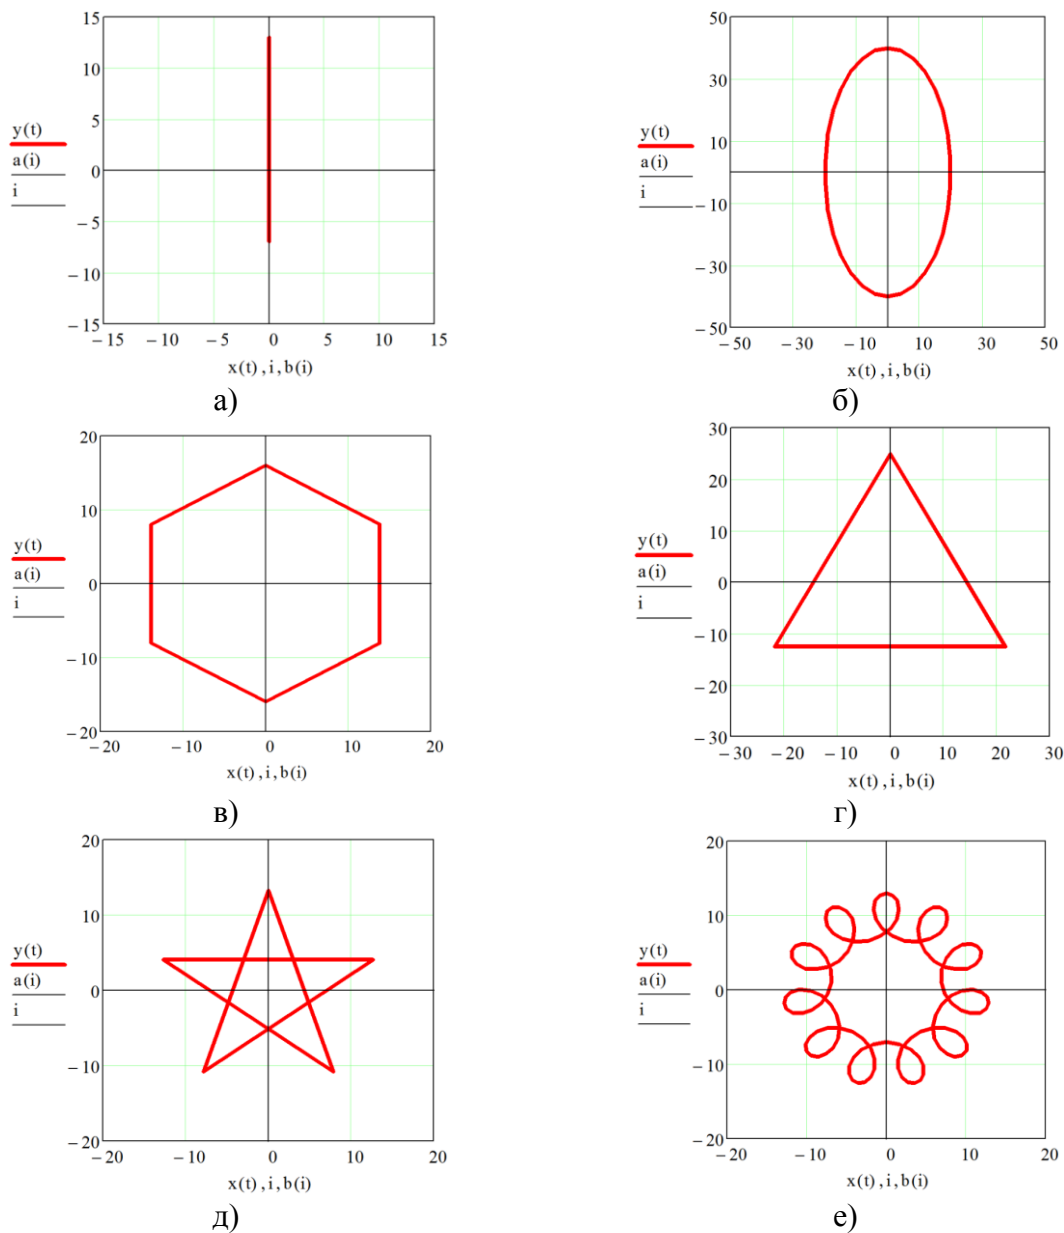 15
10
5
0
−5
−10
−15
y(t)
a(i)
i
−15 −10 −5 0 5 10 15
x(t),i,b(i)
а)
50
30
10
−10
−30
−50
y(t)
a(i)
i
−50 −30 −10 10 30 50
x(t),i,b(i)
б)
20
10
0
−10
−20
y(t)
a(i)
i
−20 −10 0 10 20
x(t),i,b(i)
в)
30
20
10
0
−10
−20
−30
y(t)
a(i)
i
−30 −20 −10 0 10 20 30
x(t),i,b(i)
г)
20
10
0
−10
−20
y(t)
a(i)
i
−20 −10 0 10 20
x(t),i,b(i)
д)
20
10
0
−10
−20
y(t)
a(i)
i
−20 −10 0 10 20
x(t),i,b(i)
е)